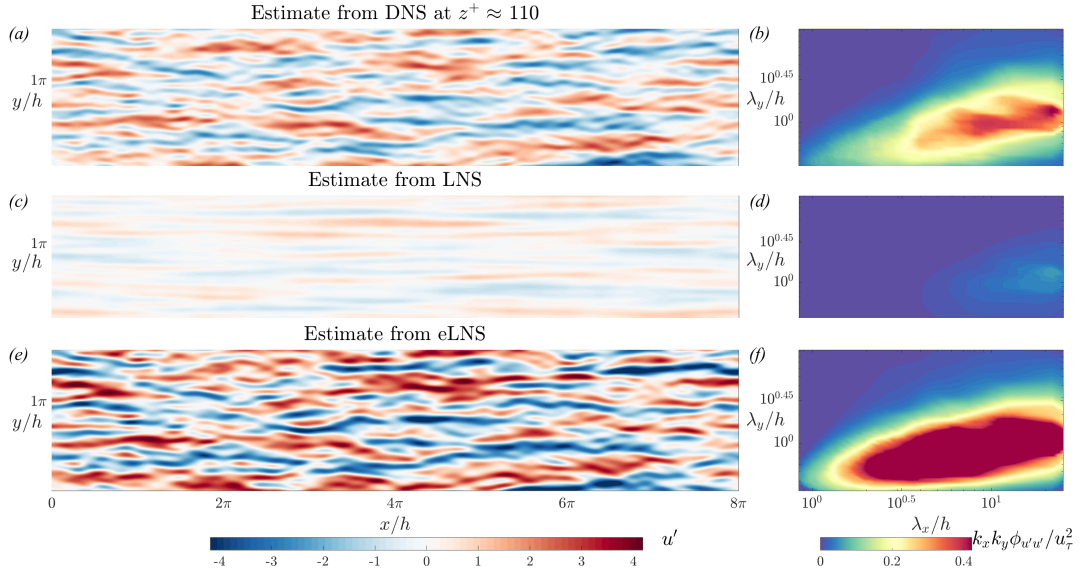 Estimate from DNS at z⁺ ≈ 110
(a)
1π
y/h
(b)
10^0.45
λ_y/h
10^0
Estimate from LNS
(c)
1π
y/h
(d)
10^0.45
λ_y/h
10^0
Estimate from eLNS
(e)
1π
y/h
0 2π 4π 6π 8π
x/h
(f)
10^0.45
λ_y/h
10^0
10^0 10^0.5 10^1
λ_x/h
-4 -3 -2 -1 0 1 2 3 4
u′
0 0.2 0.4
k_x k_y ϕ_u′u′/u_τ^2